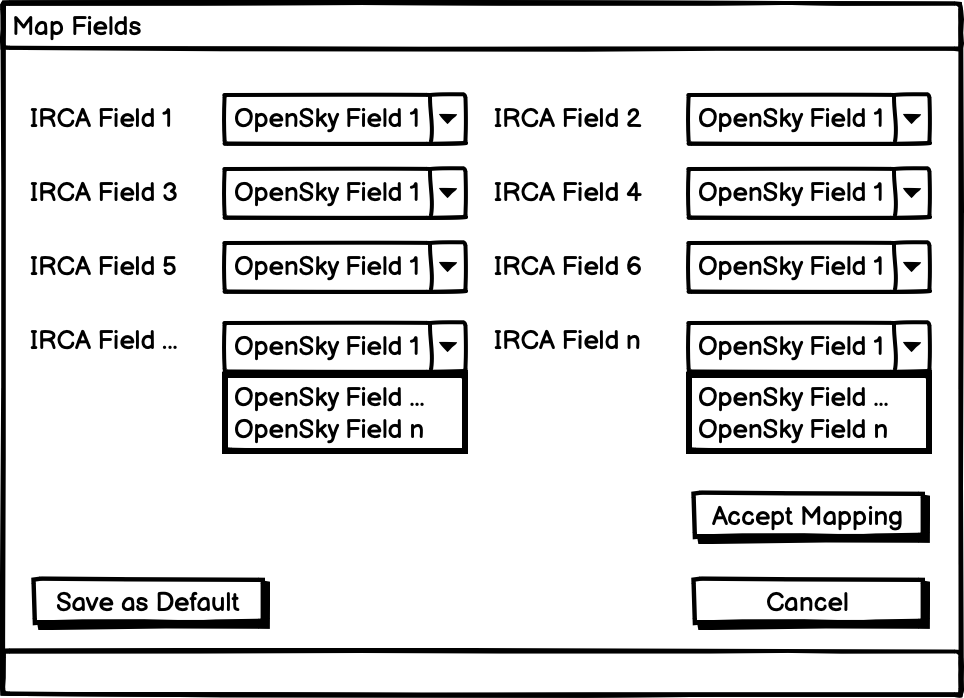 Map Fields
IRCA Field 1 OpenSky Field 1 IRCA Field 2 OpenSky Field 1
IRCA Field 3 OpenSky Field 1 IRCA Field 4 OpenSky Field 1
IRCA Field 5 OpenSky Field 1 IRCA Field 6 OpenSky Field 1
IRCA Field ... OpenSky Field 1 IRCA Field n OpenSky Field 1
OpenSky Field ... OpenSky Field ...
OpenSky Field n OpenSky Field n
Accept Mapping
Save as Default Cancel